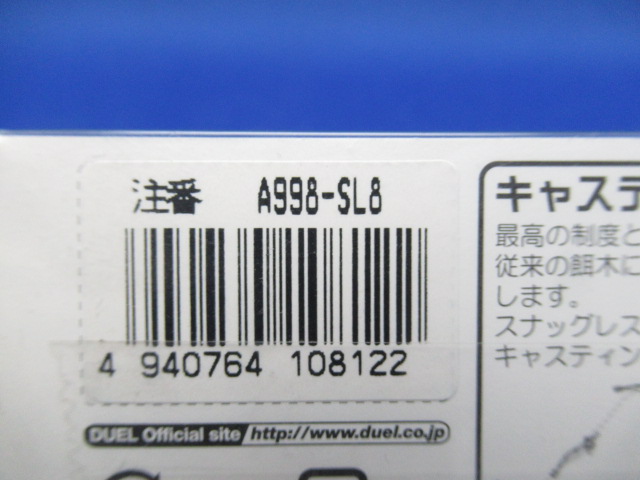 注番 A998-SL8
4 940764 108122
DUEL Official site http://www.duel.co.jp
キャステ
最高の制度と
従来の餌木に
します。
スナッグレス
キャスティン